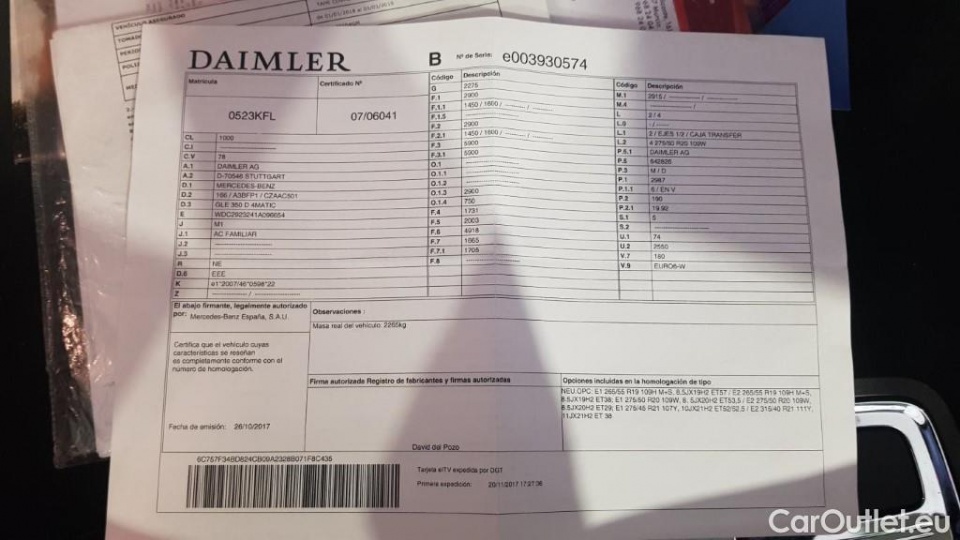 VEHÍCULO ASEGURADO
DAIMLER
B Nº de Serie: e003930574
Matrícula
Certificado Nº
0523KFL
07/06041
CL 1000
C.I --------------------
C.V 78
A.1 DAIMLER AG
A.2 D-70546 STUTTGART
D.1 MERCEDES-BENZ
D.2 166 / A3BFP1 / CZAAC501
D.3 GLE 350 D 4MATIC
E
J M1
J.1 AC FAMILIAR
J.2 --------------------
J.3 --------------------
R NE
D.6 EEE
K e1*2007/46*0598*22
Z ---------- / --------------------
Código Descripción
G 2275
F.1 2900
F.1.1 1450 / 1600 / ---------- / ----------
F.1.5 ---------- / ----------
F.2 2900
F.2.1 1450 / 1600 / ---------- / ----------
F.3 5900
F.3.1 5900
O.1 ---------- / ----------
O.1.1 --------------------
O.1.2 --------------------
O.1.3 2900
O.1.4 750
F.4 1731
F.5 2003
F.6 4918
F.7 1665
F.7.1 1705
F.8 --------------------
Código Descripción
M.1 2915 / ---------- / ----------
M.4 ---------- / ----------
L 2 / 4
L.0 - / -----
L.1 2 / EJES 1/2 / CAJA TRANSFER
L.2 4 275/50 R20 109W
P.5.1 DAIMLER AG
P.5 642826
P.3 M / D
P.1 2987
P.1.1 6 / EN V
P.2 190
P.2.1 19.92
S.1 5
S.2 --------------------
U.1 74
U.2 2550
V.7 180
V.9 EURO6-W
El abajo firmante, legalmente autorizado
por: Mercedes-Benz España, S.A.U.
Certifica que el vehículo cuyas
características se reseñan
es completamente conforme con el
número de homologación.
Fecha de emisión: 26/10/2017
Observaciones :
Masa real del vehículo: 2265kg
Firma autorizada Registro de fabricantes y firmas autorizadas
David del Pozo
Opciones incluidas en la homologación de tipo
NEU.OPC: E1 265/55 R19 109H M+S, 8.5JX19H2 ET57 / E2 265/55 R19 109H M+S,
8.5JX19H2 ET38; E1 275/50 R20 109W, 8. 5JX20H2 ET53,5 / E2 275/50 R20 109W,
8.5JX20H2 ET29; E1 275/45 R21 107Y, 10JX21H2 ET52/52,5 / E2 315/40 R21 111Y,
11JX21H2 ET 38
6C757F34BD824CB09A2328B071F8C435
Tarjeta eITV expedida por DGT
Primera expedición: 20/11/2017 17:27:36
CarOutlet.eu